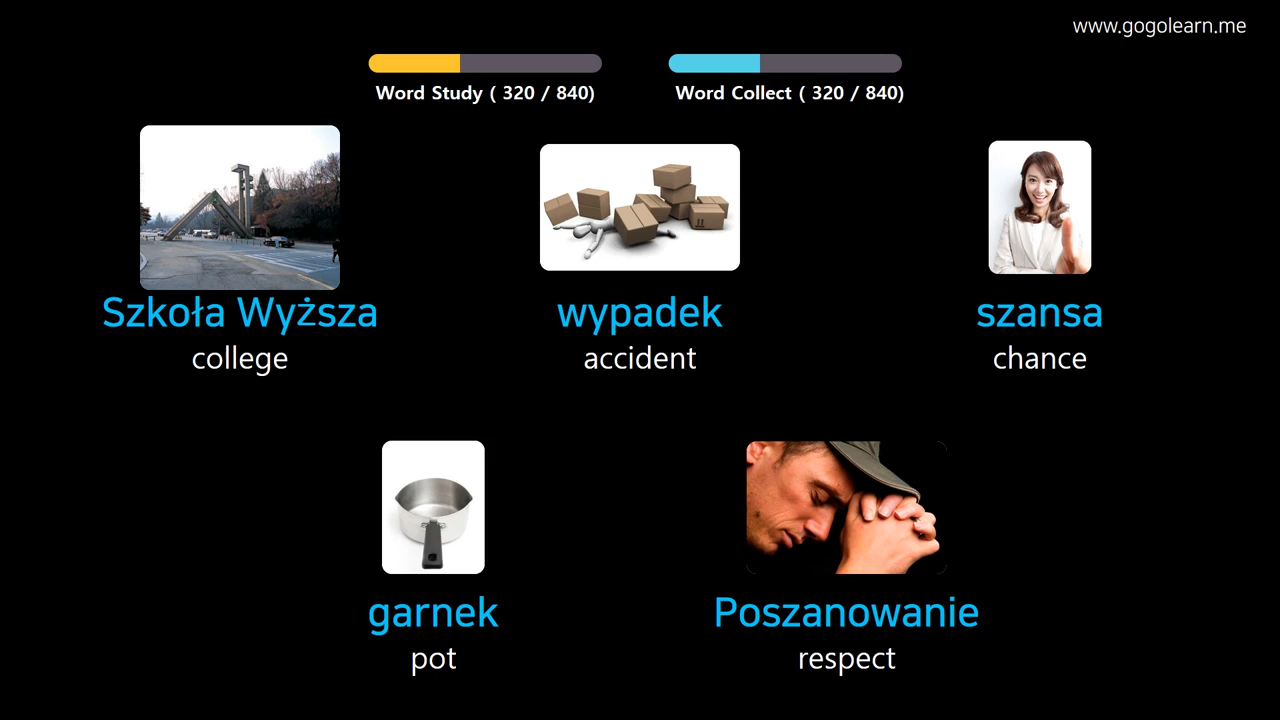 www.gogolearn.me
Word Study ( 320 / 840)
Word Collect ( 320 / 840)
Szkoła Wyższa
college
wypadek
accident
szansa
chance
garnek
pot
Poszanowanie
respect